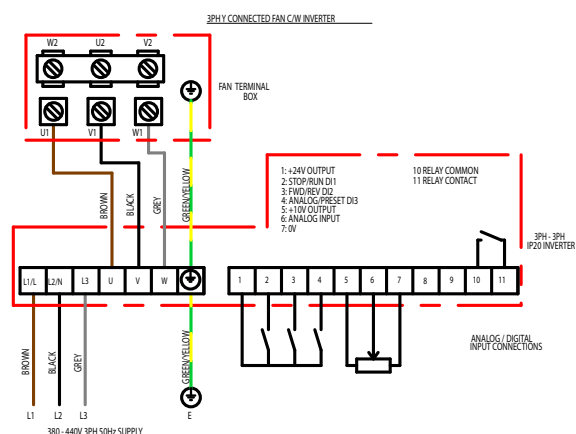 3PH Y CONNECTED FAN C/W INVERTER
W2 U2 V2
FAN TERMINAL
BOX
U1 V1 W1
BROWN
BLACK
GREY
GREEN/YELLOW
1: +24V OUTPUT
2: STOP/RUN DI1
3: FWD/REV DI2
4: ANALOG/PRESET DI3
5: +10V OUTPUT
6: ANALOG INPUT
7: 0V
10 RELAY COMMON
11 RELAY CONTACT
3PH - 3PH
IP20 INVERTER
L1/L L2/N L3 U V W
1 2 3 4 5 6 7 8 9 10 11
BROWN
BLACK
GREY
GREEN/YELLOW
ANALOG / DIGITAL
INPUT CONNECTIONS
L1 L2 L3 E
380 - 440V 3PH 50Hz SUPPLY